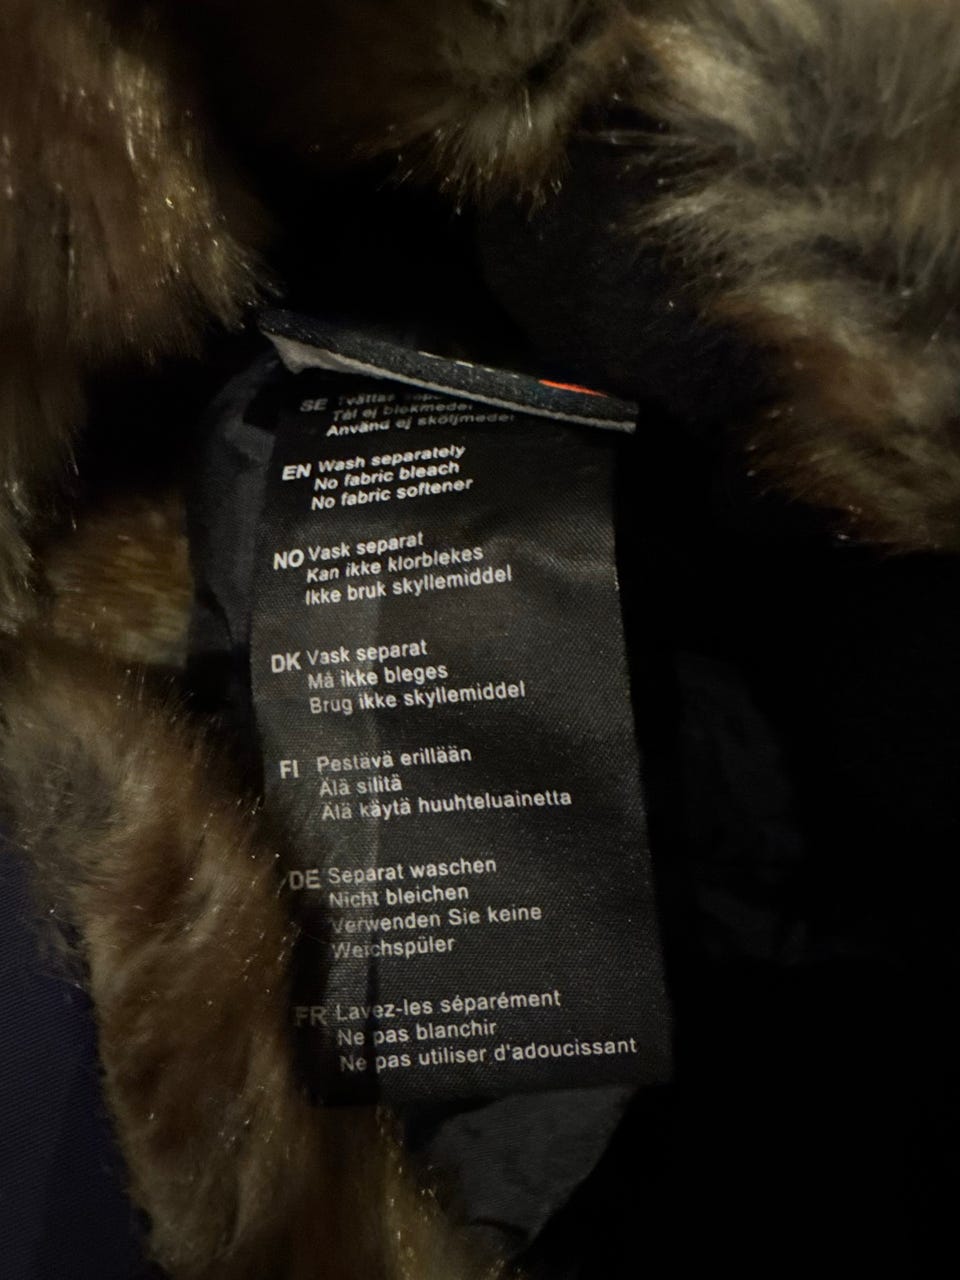 SE Tvättas
Tål ej blekmedel
Använd ej sköljmedel
EN Wash separately
No fabric bleach
No fabric softener
NO Vask separat
Kan ikke klorblekes
Ikke bruk skyllemiddel
DK Vask separat
Må ikke bleges
Brug ikke skyllemiddel
FI Pestävä erillään
Älä silitä
Älä käytä huuhteluainetta
DE Separat waschen
Nicht bleichen
Verwenden Sie keine
Weichspüler
FR Lavez-les séparément
Ne pas blanchir
Ne pas utiliser d'adoucissant